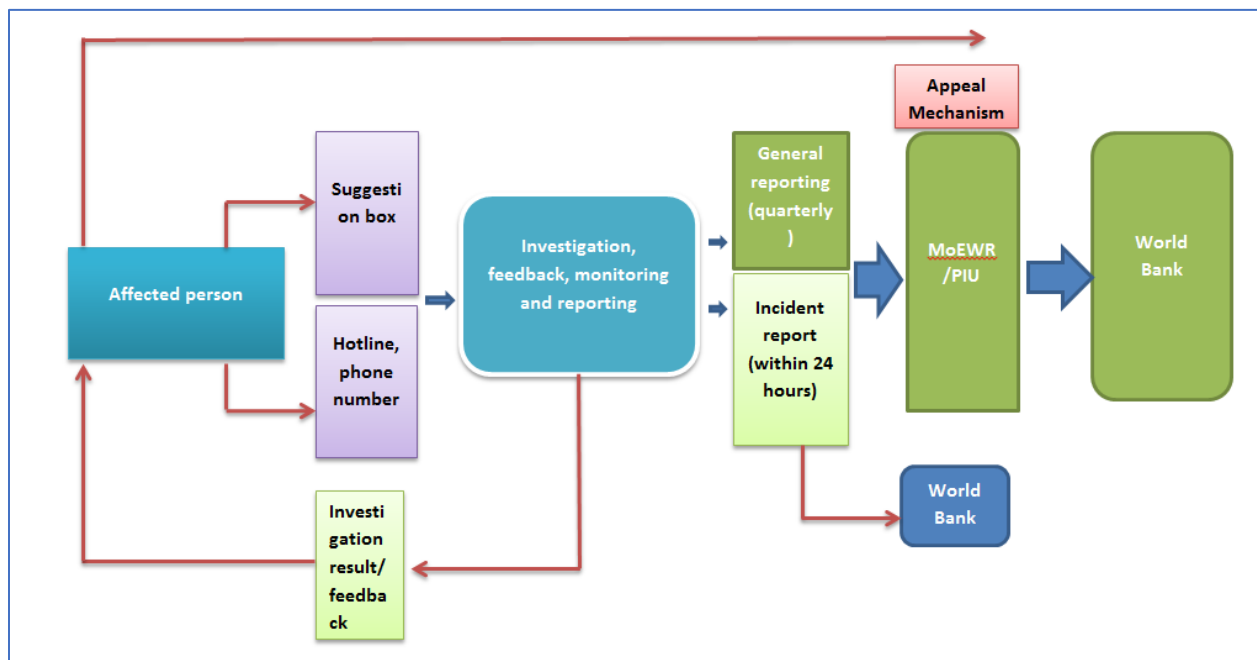 Appeal
Mechanism
General
reporting
(quarterly
)
Suggesti
on box
Affected person
Hotline,
phone
number
Investigation,
feedback, monitoring
and reporting
Incident
report
(within 24
hours)
MoEWR
/PIU
World
Bank
World
Bank
Investi
gation
result/
feedba
ck